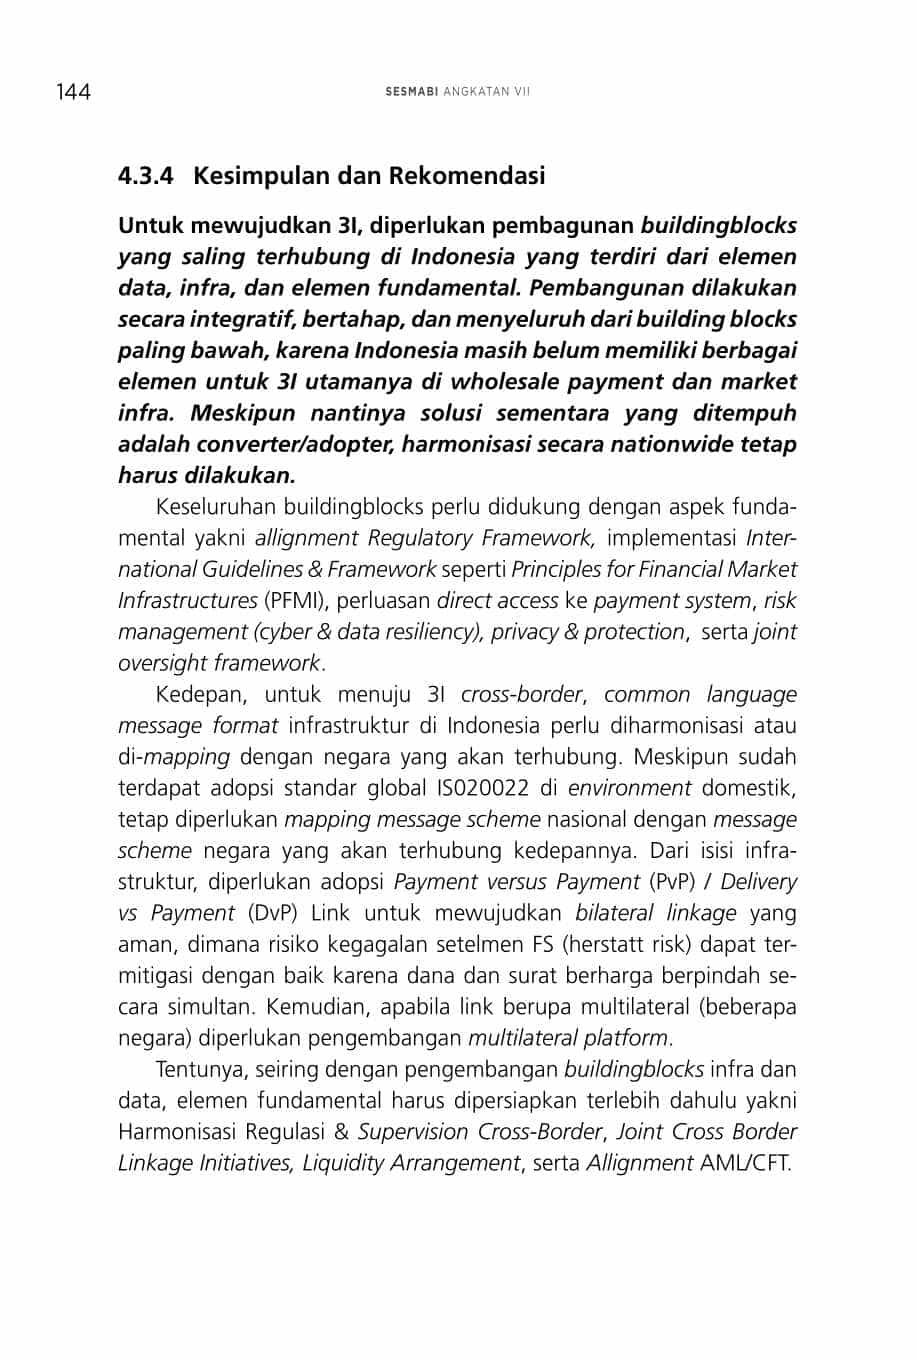 144
SESMABI ANGKATAN VII
4.3.4 Kesimpulan dan Rekomendasi
Untuk mewujudkan 3I, diperlukan pembagunan buildingblocks
yang saling terhubung di Indonesia yang terdiri dari elemen
data, infra, dan elemen fundamental. Pembangunan dilakukan
secara integratif, bertahap, dan menyeluruh dari building blocks
paling bawah, karena Indonesia masih belum memiliki berbagai
elemen untuk 3I utamanya di wholesale payment dan market
infra. Meskipun nantinya solusi sementara yang ditempuh
adalah converter/adopter, harmonisasi secara nationwide tetap
harus dilakukan.
Keseluruhan buildingblocks perlu didukung dengan aspek funda-
mental yakni allignment Regulatory Framework, implementasi Inter-
national Guidelines & Framework seperti Principles for Financial Market
Infrastructures (PFMI), perluasan direct access ke payment system, risk
management (cyber & data resiliency), privacy & protection, serta joint
oversight framework.
Kedepan, untuk menuju 3I cross-border, common language
message format infrastruktur di Indonesia perlu diharmonisasi atau
di-mapping dengan negara yang akan terhubung. Meskipun sudah
terdapat adopsi standar global IS020022 di environment domestik,
tetap diperlukan mapping message scheme nasional dengan message
scheme negara yang akan terhubung kedepannya. Dari isisi infra-
struktur, diperlukan adopsi Payment versus Payment (PvP) / Delivery
vs Payment (DvP) Link untuk mewujudkan bilateral linkage yang
aman, dimana risiko kegagalan setelmen FS (herstatt risk) dapat ter-
mitigasi dengan baik karena dana dan surat berharga berpindah se-
cara simultan. Kemudian, apabila link berupa multilateral (beberapa
negara) diperlukan pengembangan multilateral platform.
Tentunya, seiring dengan pengembangan buildingblocks infra dan
data, elemen fundamental harus dipersiapkan terlebih dahulu yakni
Harmonisasi Regulasi & Supervision Cross-Border, Joint Cross Border
Linkage Initiatives, Liquidity Arrangement, serta Allignment AML/CFT.